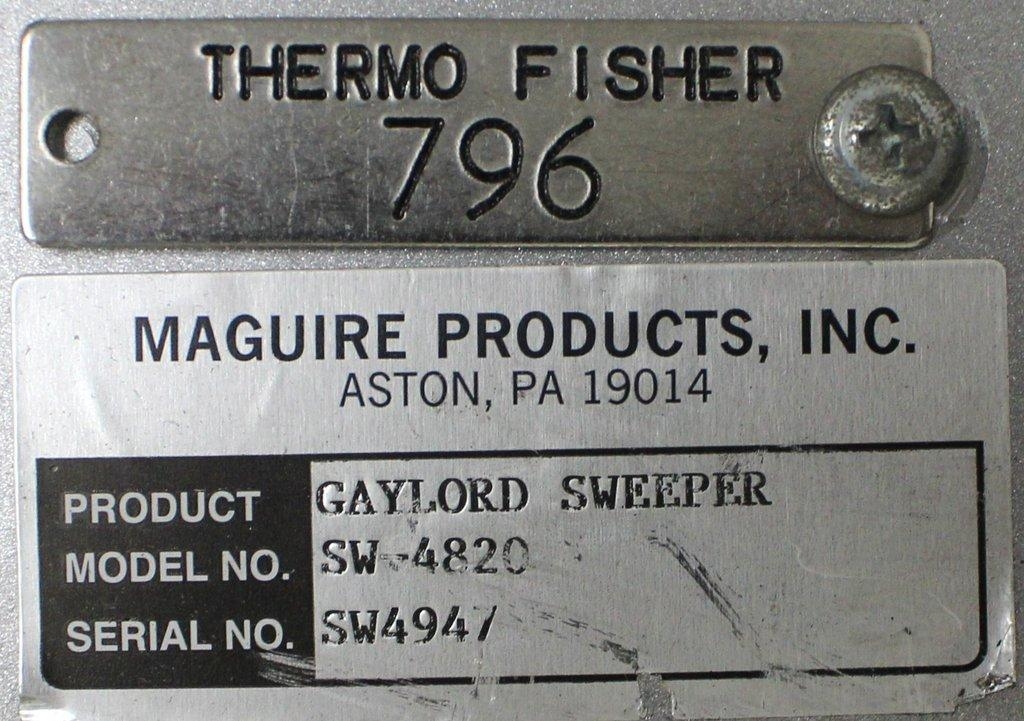 THERMO FISHER
796
MAGUIRE PRODUCTS, INC.
ASTON, PA 19014
PRODUCT GAYLORD SWEEPER
MODEL NO. SW-4820
SERIAL NO. SW4947